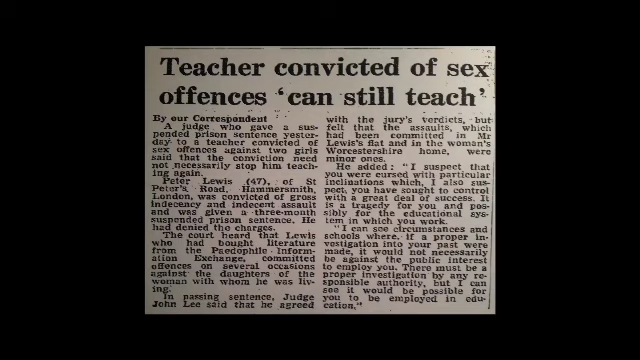 Teacher convicted of sex
offences ‘can still teach’
By our Correspondent
A judge who gave a sus-
pended prison sentence yester-
day to a teacher convicted of
sex offences against two girls
said that the conviction need
not necessarily stop him teach-
ing again.
Peter Lewis (47), of St
Peter's Road, Hammersmith,
London, was convicted of gross
indecency and indecent assault
and was given a three-month
suspended prison sentence. He
had denied the charges.
The court heard that Lewis
who had bought literature
from the Paedophile Inform-
ation Exchange, committed
offences on several occasions
against the daughters of the
woman with whom he was liv-
ing.
In passing sentence, Judge
John Lee said that he agreed
with the jury's verdicts, but
felt that the assaults, which
had been committed in Mr
Lewis's flat and in the woman's
Worcestershire home, were
minor ones.
He added: "I suspect that
you were cursed with particular
inclinations which, I also sus-
pect, you have sought to control
with a great deal of success. It
is a tragedy for you and pos-
sibly for the educational sys-
tem in which you work.
"I can see circumstances and
schools where, if a proper in-
vestigation into your past were
made, it would not necessarily
be against the public interest
to employ you. There must be a
proper investigation by any re-
sponsible authority, but I can
see it would be possible for
you to be employed in edu-
cation."